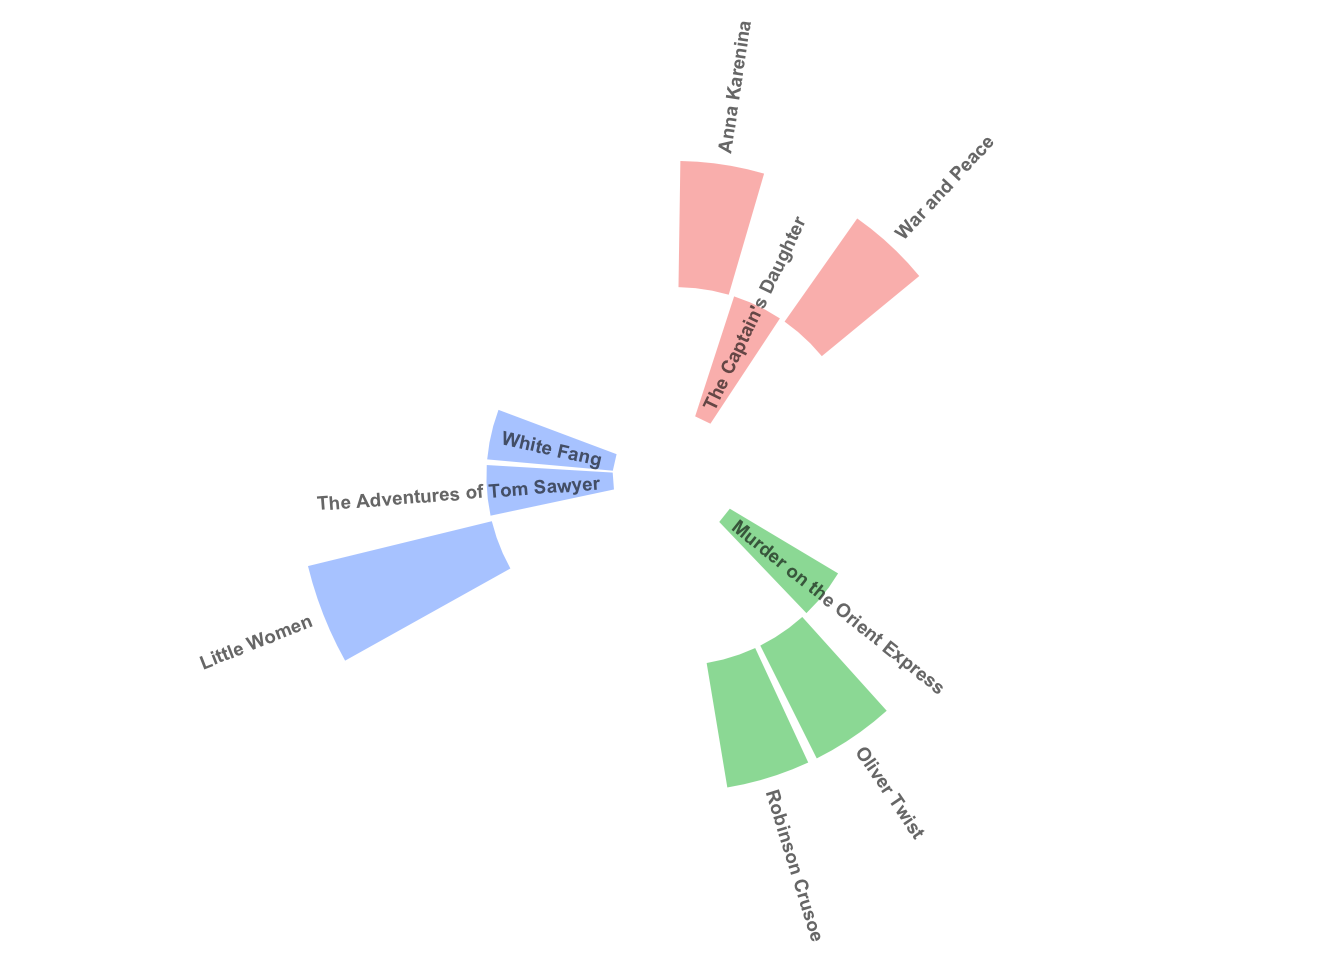 Anna Karenina
War and Peace
The Captain's Daughter
White Fang
The Adventures of Tom Sawyer
Little Women
Murder on the Orient Express
Oliver Twist
Robinson Crusoe